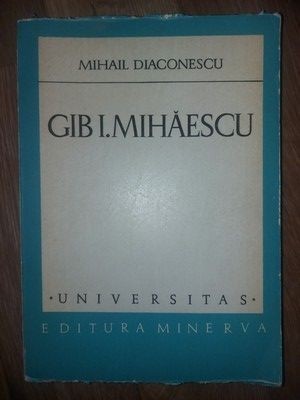 MIHAIL DIACONESCU
GIB I. MIHĂESCU
· UNIVERSITAS ·
EDITURA MINERVA